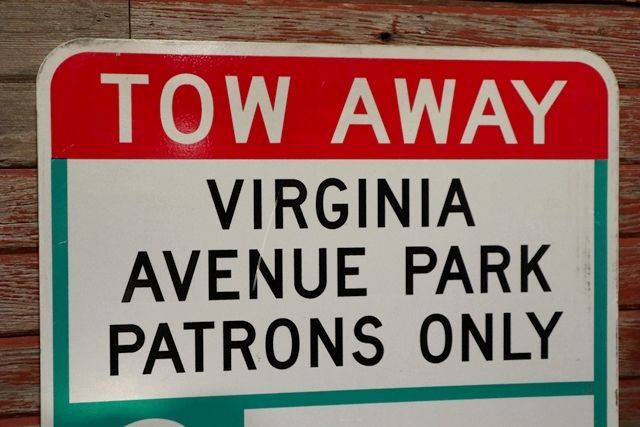 TOW AWAY
VIRGINIA
AVENUE PARK
PATRONS ONLY